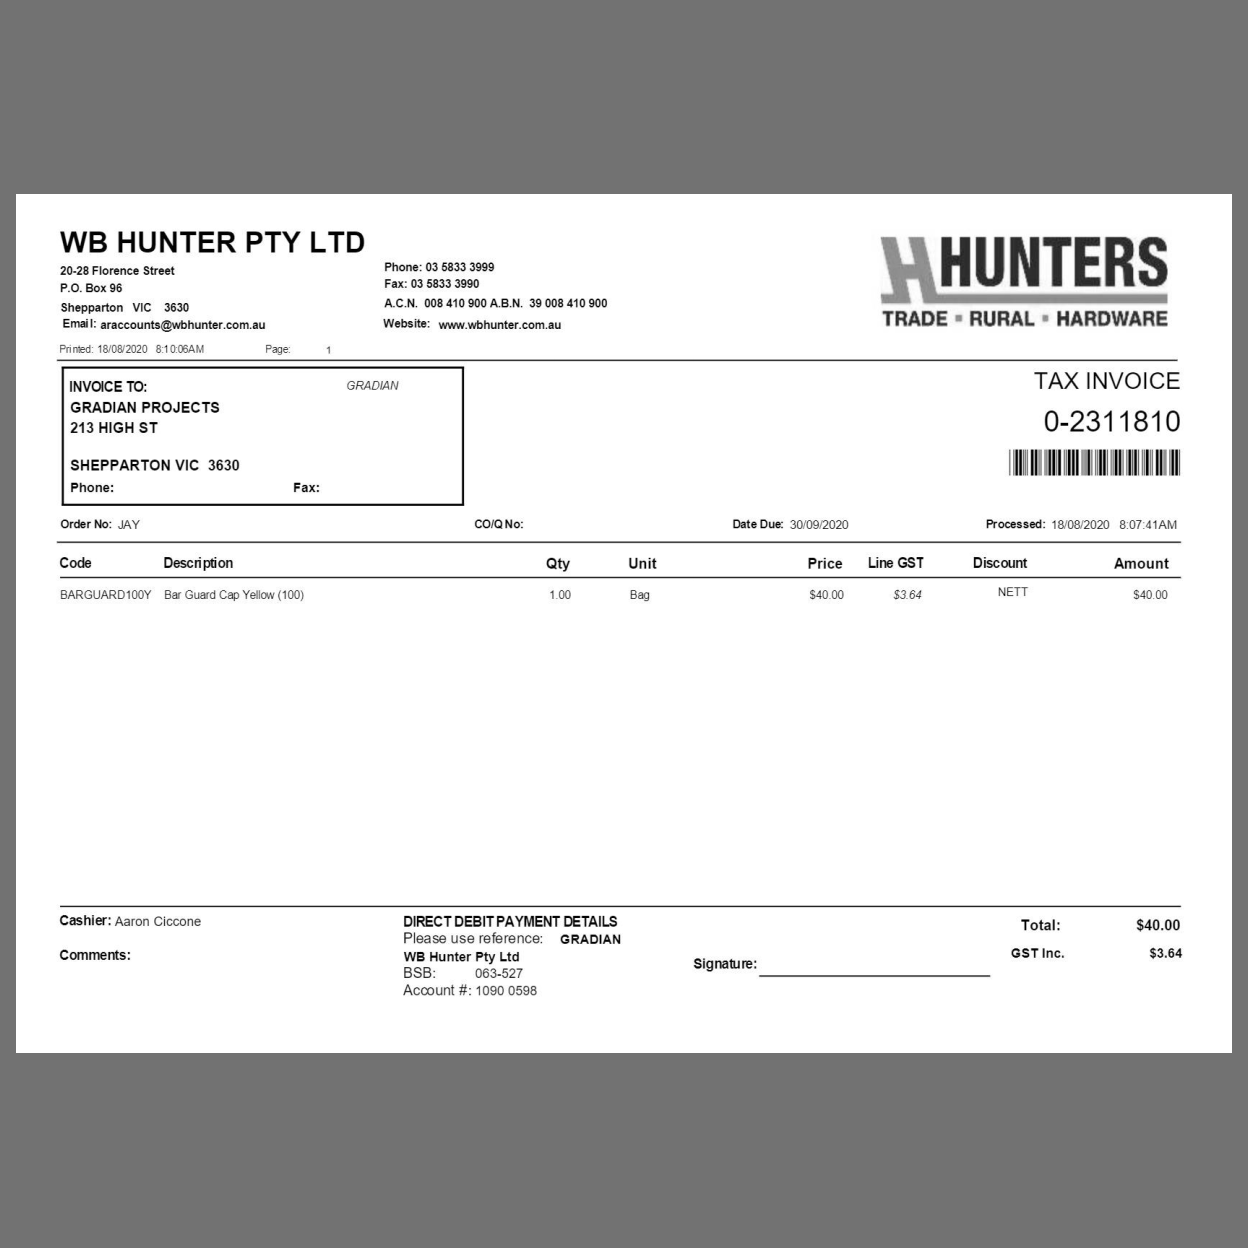 WB HUNTER PTY LTD
20-28 Florence Street
P.O. Box 96
Shepparton VIC 3630
Email: araccounts@wbhunter.com.au
Phone: 03 5833 3999
Fax: 03 5833 3990
A.C.N. 008 410 900 A.B.N. 39 008 410 900
Website: www.wbhunter.com.au
HUNTERS
TRADE ▪ RURAL ▪ HARDWARE
Printed: 18/08/2020 8:10:06AM Page: 1
INVOICE TO: GRADIAN
GRADIAN PROJECTS
213 HIGH ST
SHEPPARTON VIC 3630
Phone: Fax:
TAX INVOICE
0-2311810
Order No: JAY CO/Q No: Date Due: 30/09/2020 Processed: 18/08/2020 8:07:41AM
Code Description Qty Unit Price Line GST Discount Amount
BARGUARD100Y Bar Guard Cap Yellow (100) 1.00 Bag $40.00 $3.64 NETT $40.00
Cashier: Aaron Ciccone
Comments:
DIRECT DEBIT PAYMENT DETAILS
Please use reference: GRADIAN
WB Hunter Pty Ltd
BSB: 063-527
Account #: 1090 0598
Signature:
Total: $40.00
GST Inc. $3.64